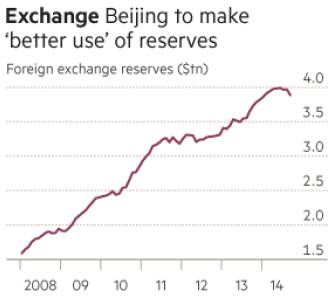 Exchange Beijing to make
‘better use’ of reserves
Foreign exchange reserves ($tn)
4.0
3.5
3.0
2.5
2.0
1.5
2008 09 10 11 12 13 14